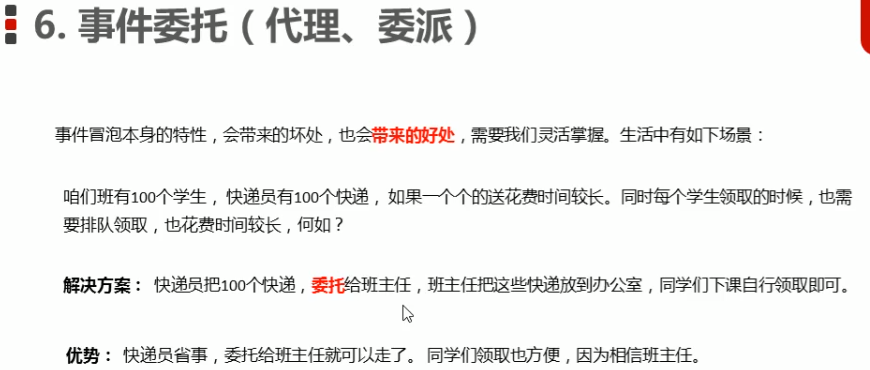 6. 事件委托（代理、委派）
事件冒泡本身的特性，会带来的坏处，也会带来的好处，需要我们灵活掌握。生活中有如下场景：
咱们班有100个学生，快递员有100个快递，如果一个个的送花费时间较长。同时每个学生领取的时候，也需
要排队领取，也花费时间较长，何如？
解决方案：快递员把100个快递，委托给班主任，班主任把这些快递放到办公室，同学们下课自行领取即可。
优势：快递员省事，委托给班主任就可以走了。同学们领取也方便，因为相信班主任。